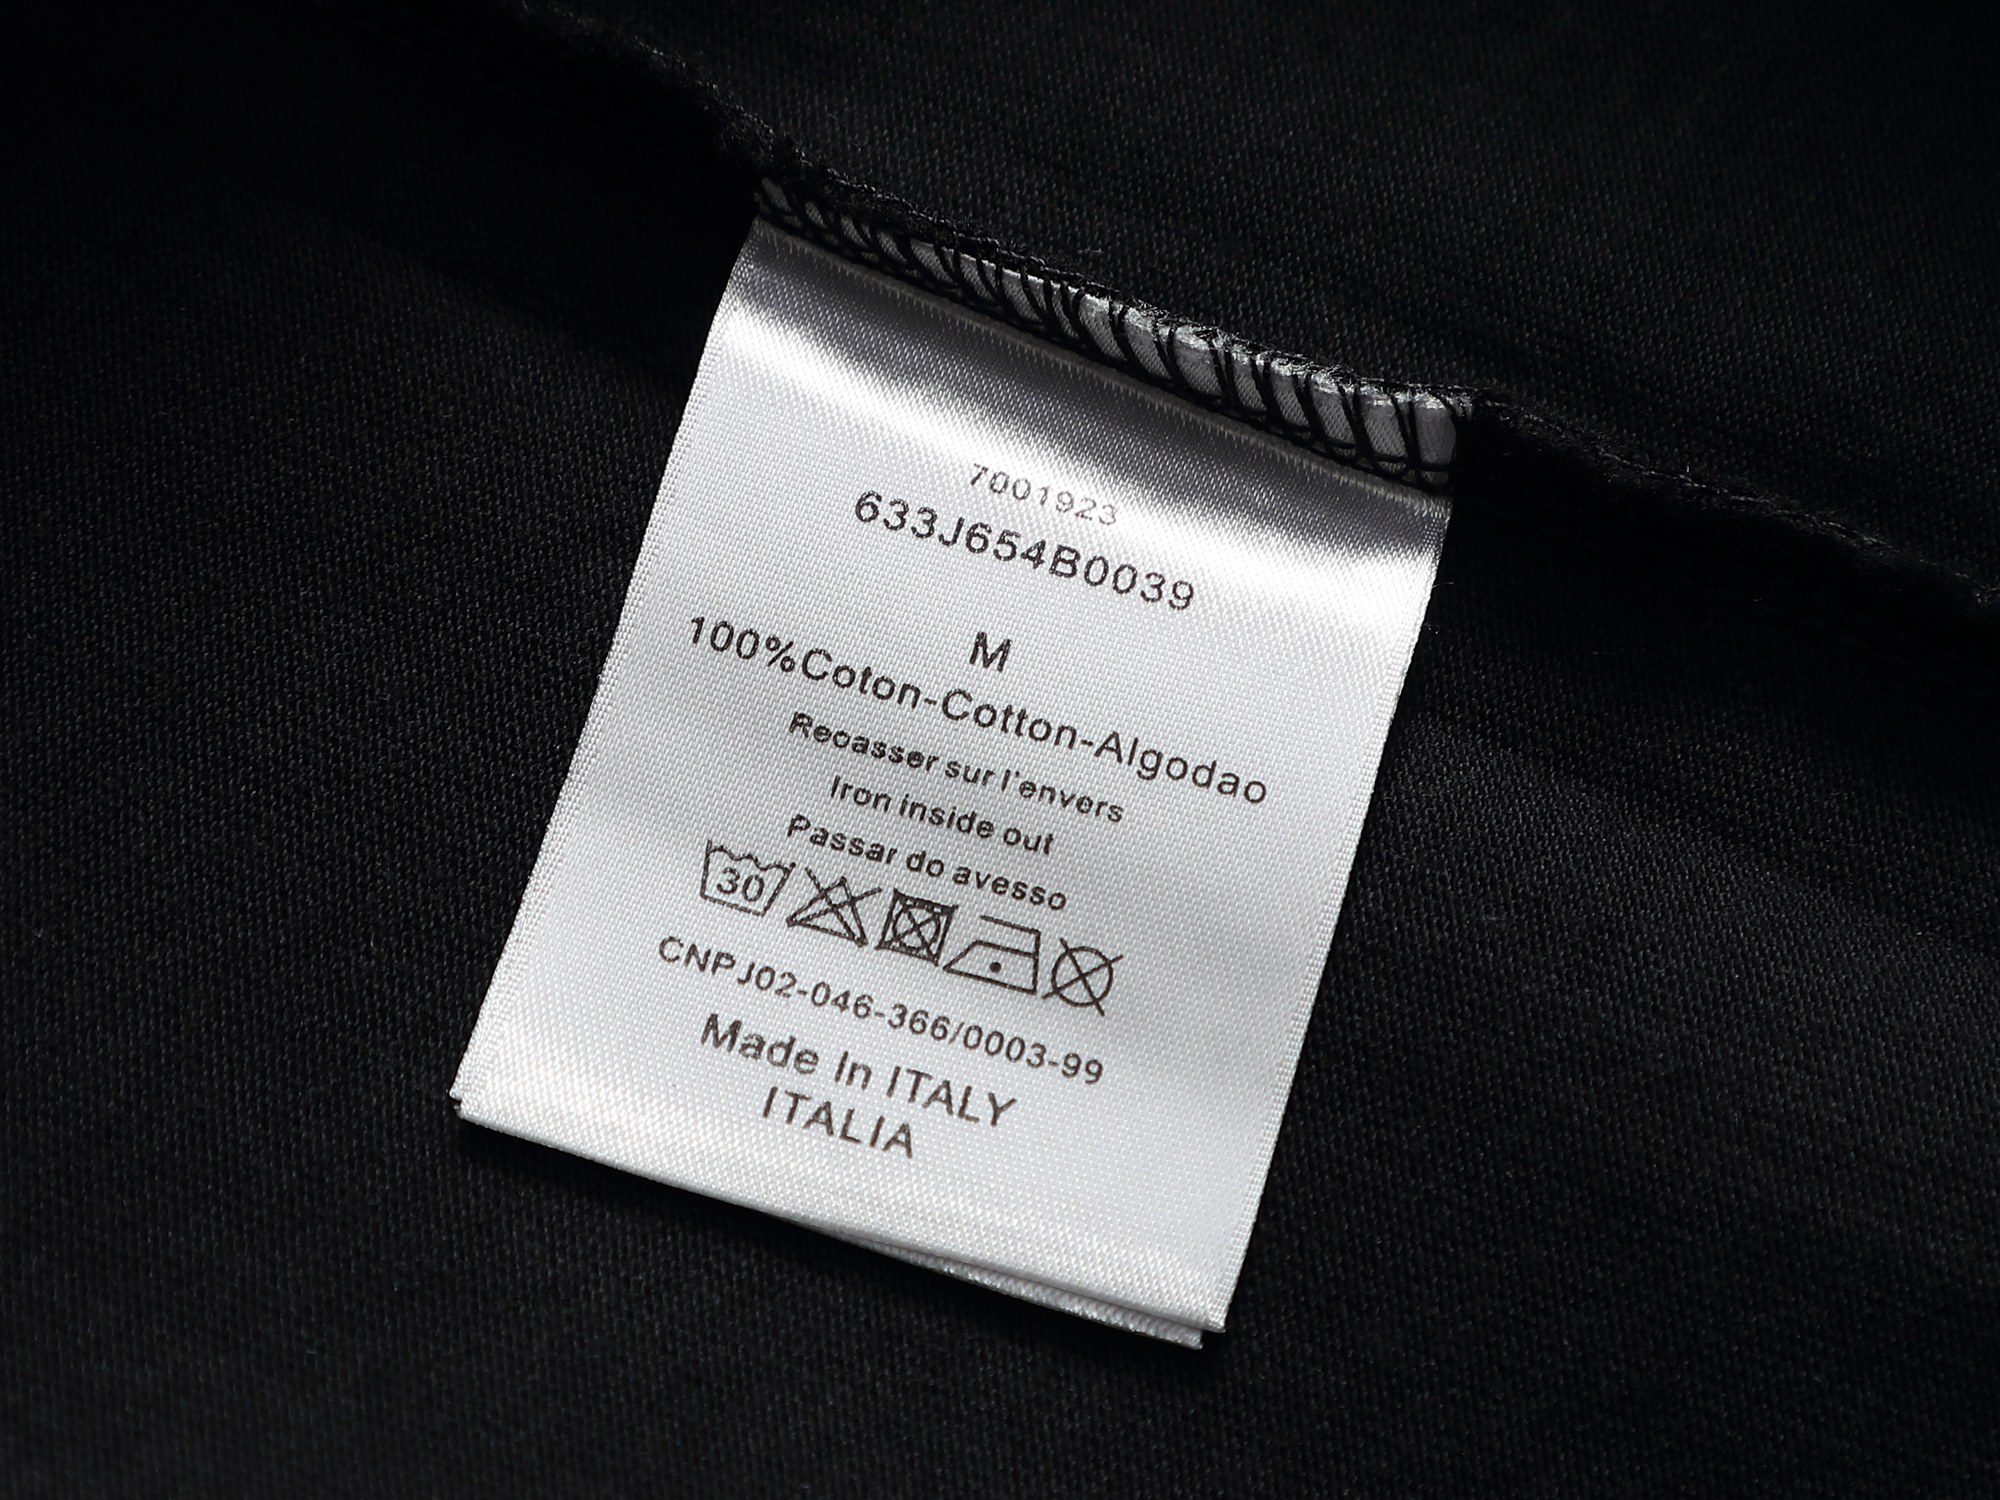 7001923
633J654B0039
M
100%Coton-Cotton-Algodao
Recasser sur l'envers
Iron inside out
Passar do avesso
30
CNPJ02-046-366/0003-99
Made In ITALY
ITALIA